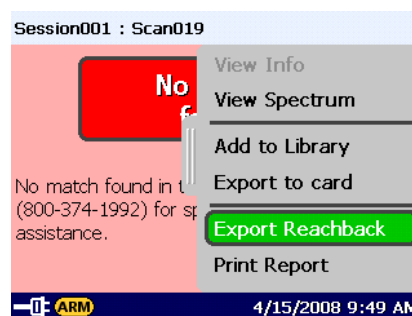 Session001 : Scan019
No
View Info
View Spectrum
Add to Library
Export to card
Export Reachback
Print Report
No match found in
(800-374-1992) for
assistance.
ARM
4/15/2008 9:49 AM